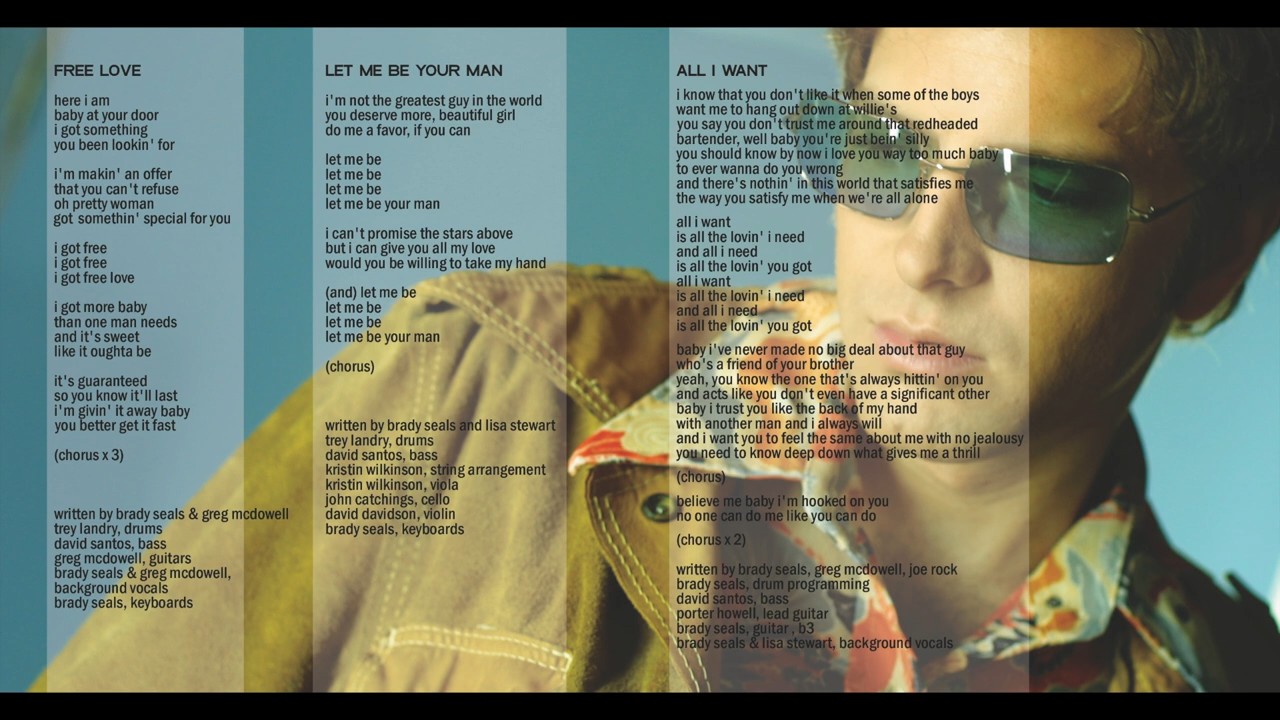 FREE LOVE
here i am
baby at your door
i got something
you been lookin' for
i'm makin' an offer
that you can't refuse
oh pretty woman
got somethin' special for you
i got free
i got free
i got free love
i got more baby
than one man needs
and it's sweet
like it oughta be
it's guaranteed
so you know it'll last
i'm givin' it away baby
you better get it fast
(chorus x 3)
written by brady seals & greg mcdowell
trey landry, drums
david santos, bass
greg mcdowell, guitars
brady seals & greg mcdowell,
background vocals
brady seals, keyboards
LET ME BE YOUR MAN
i'm not the greatest guy in the world
you deserve more, beautiful girl
do me a favor, if you can
let me be
let me be
let me be
let me be your man
i can't promise the stars above
but i can give you all my love
would you be willing to take my hand
(and) let me be
let me be
let me be
let me be your man
(chorus)
written by brady seals and lisa stewart
trey landry, drums
david santos, bass
kristin wilkinson, string arrangement
kristin wilkinson, viola
john catchings, cello
david davidson, violin
brady seals, keyboards
ALL I WANT
i know that you don't like it when some of the boys
want me to hang out down at willie's
you say you don't trust me around that redheaded
bartender, well baby you're just bein' silly
you should know by now i love you way too much baby
to ever wanna do you wrong
and there's nothin' in this world that satisfies me
the way you satisfy me when we're all alone
all i want
is all the lovin' i need
and all i need
is all the lovin' you got
all i want
is all the lovin' i need
and all i need
is all the lovin' you got
baby i've never made no big deal about that guy
who's a friend of your brother
yeah, you know the one that's always hittin' on you
and acts like you don't even have a significant other
baby i trust you like the back of my hand
with another man and i always will
and i want you to feel the same about me with no jealousy
you need to know deep down what gives me a thrill
(chorus)
believe me baby i'm hooked on you
no one can do me like you can do
(chorus x 2)
written by brady seals, greg mcdowell, joe rock
brady seals, drum programming
david santos, bass
porter howell, lead guitar
brady seals, guitar , b3
brady seals & lisa stewart, background vocals